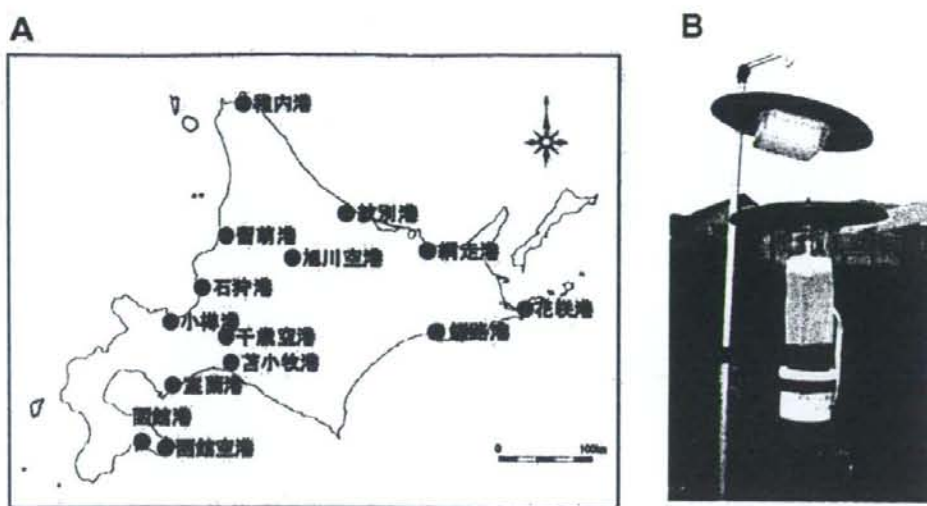 A
B
稚内港
紋別港
留萌港
網走港
旭川空港
石狩港
花咲港
小樽港
釧路港
千歳空港
苫小牧港
室蘭港
函館港
函館空港
0 100km